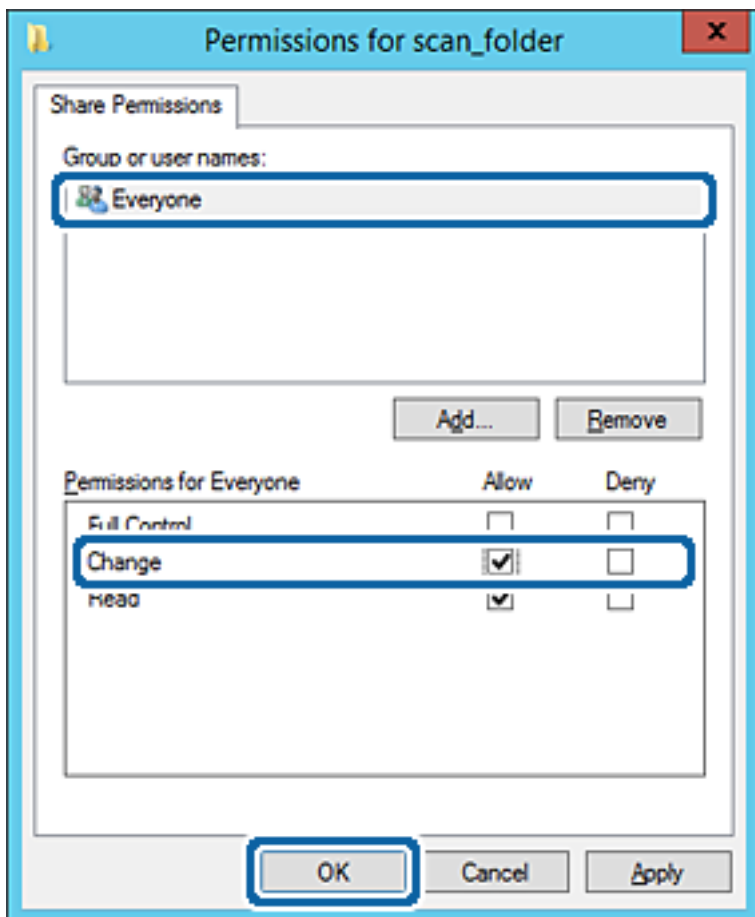 Permissions for scan_folder
x
Share Permissions
Group or user names:
Everyone
Add... Remove
Permissions for Everyone Allow Deny
Full Control
Change
Read
OK Cancel Apply